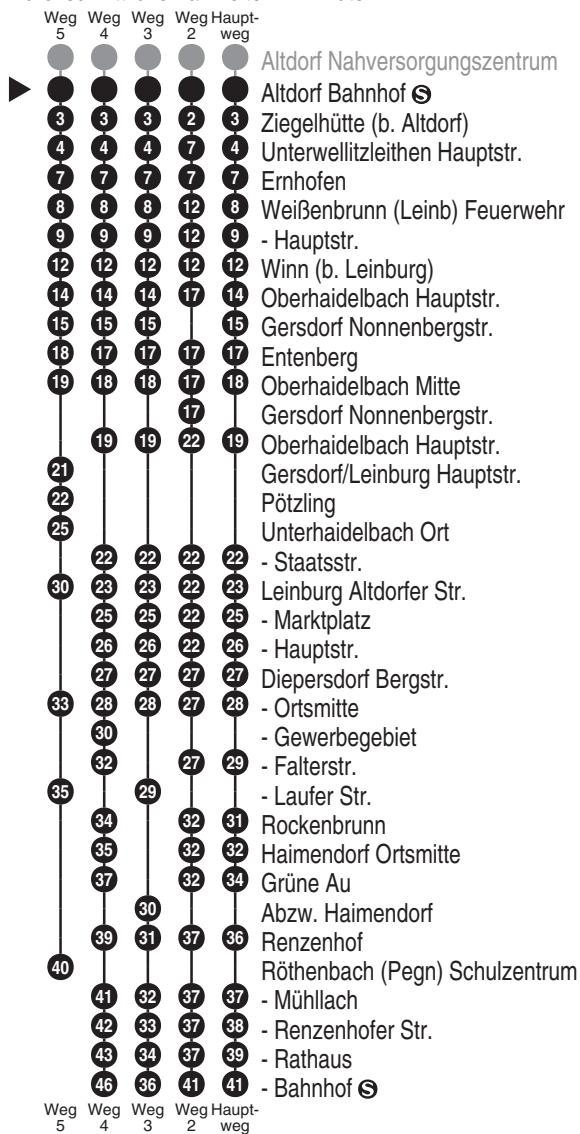 Weg Weg Weg Weg Haupt-
5 4 3 2 weg
Altdorf Nahversorgungszentrum
Altdorf Bahnhof S
3 3 3 2 3 Ziegelhütte (b. Altdorf)
4 4 4 7 4 Unterwellitzleithen Hauptstr.
7 7 7 7 7 Ernhofen
8 8 8 12 8 Weißenbrunn (Leinb) Feuerwehr
9 9 9 12 9 - Hauptstr.
12 12 12 12 12 Winn (b. Leinburg)
14 14 14 17 14 Oberhaidelbach Hauptstr.
15 15 15 15 Gersdorf Nonnenbergstr.
18 17 17 17 17 Entenberg
19 18 18 17 18 Oberhaidelbach Mitte
17 Gersdorf Nonnenbergstr.
19 19 22 19 Oberhaidelbach Hauptstr.
21 Gersdorf/Leinburg Hauptstr.
22 Pötzling
25 Unterhaidelbach Ort
22 22 22 22 - Staatsstr.
30 23 23 22 23 Leinburg Altdorfer Str.
25 25 22 25 - Marktplatz
26 26 22 26 - Hauptstr.
27 27 27 27 Diepersdorf Bergstr.
33 28 28 27 28 - Ortsmitte
30 - Gewerbegebiet
32 27 29 - Falterstr.
35 29 - Laufer Str.
34 32 31 Rockenbrunn
35 32 32 Haimendorf Ortsmitte
37 32 34 Grüne Au
30 Abzw. Haimendorf
39 31 37 36 Renzenhof
40 Röthenbach (Pegn) Schulzentrum
41 32 37 37 - Mühllach
42 33 37 38 - Renzenhofer Str.
43 34 37 39 - Rathaus
46 36 41 41 - Bahnhof S
Weg Weg Weg Weg Haupt-
5 4 3 2 weg